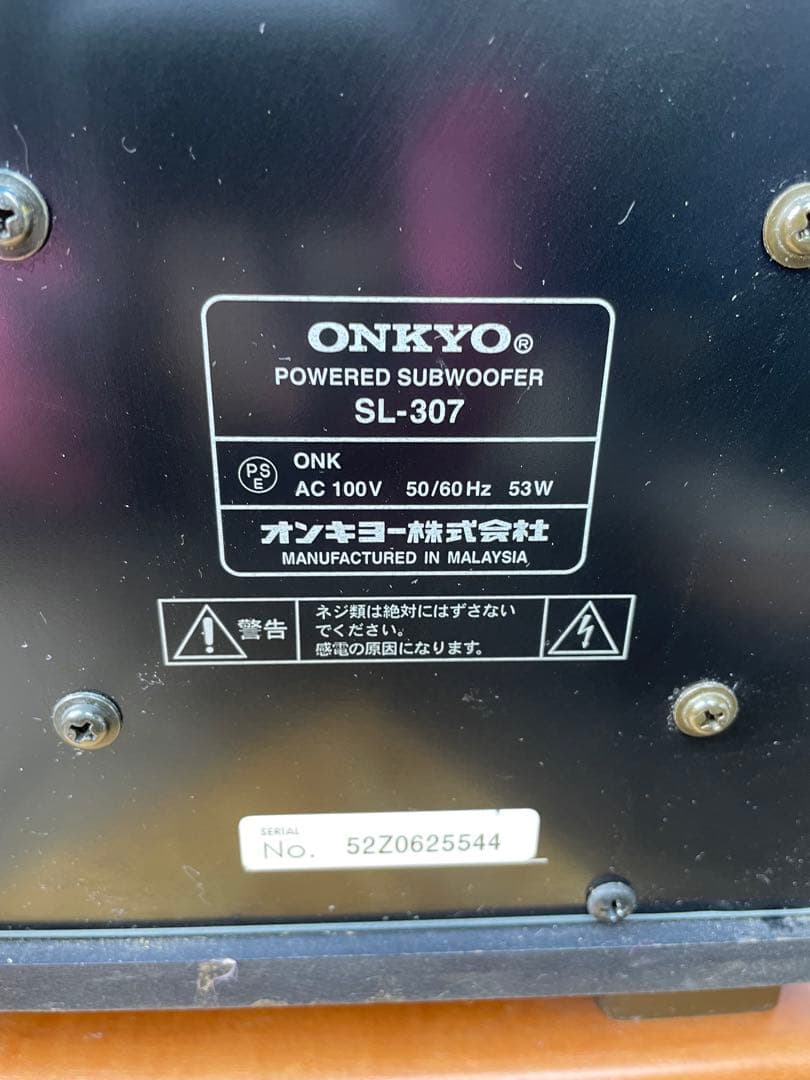 ONKYO®
POWERED SUBWOOFER
SL-307
PSE
ONK
AC 100V 50/60Hz 53W
オンキヨー株式会社
MANUFACTURED IN MALAYSIA
警告
ネジ類は絶対にはずさない
でください。
感電の原因になります。
SERIAL
No. 52Z0625544